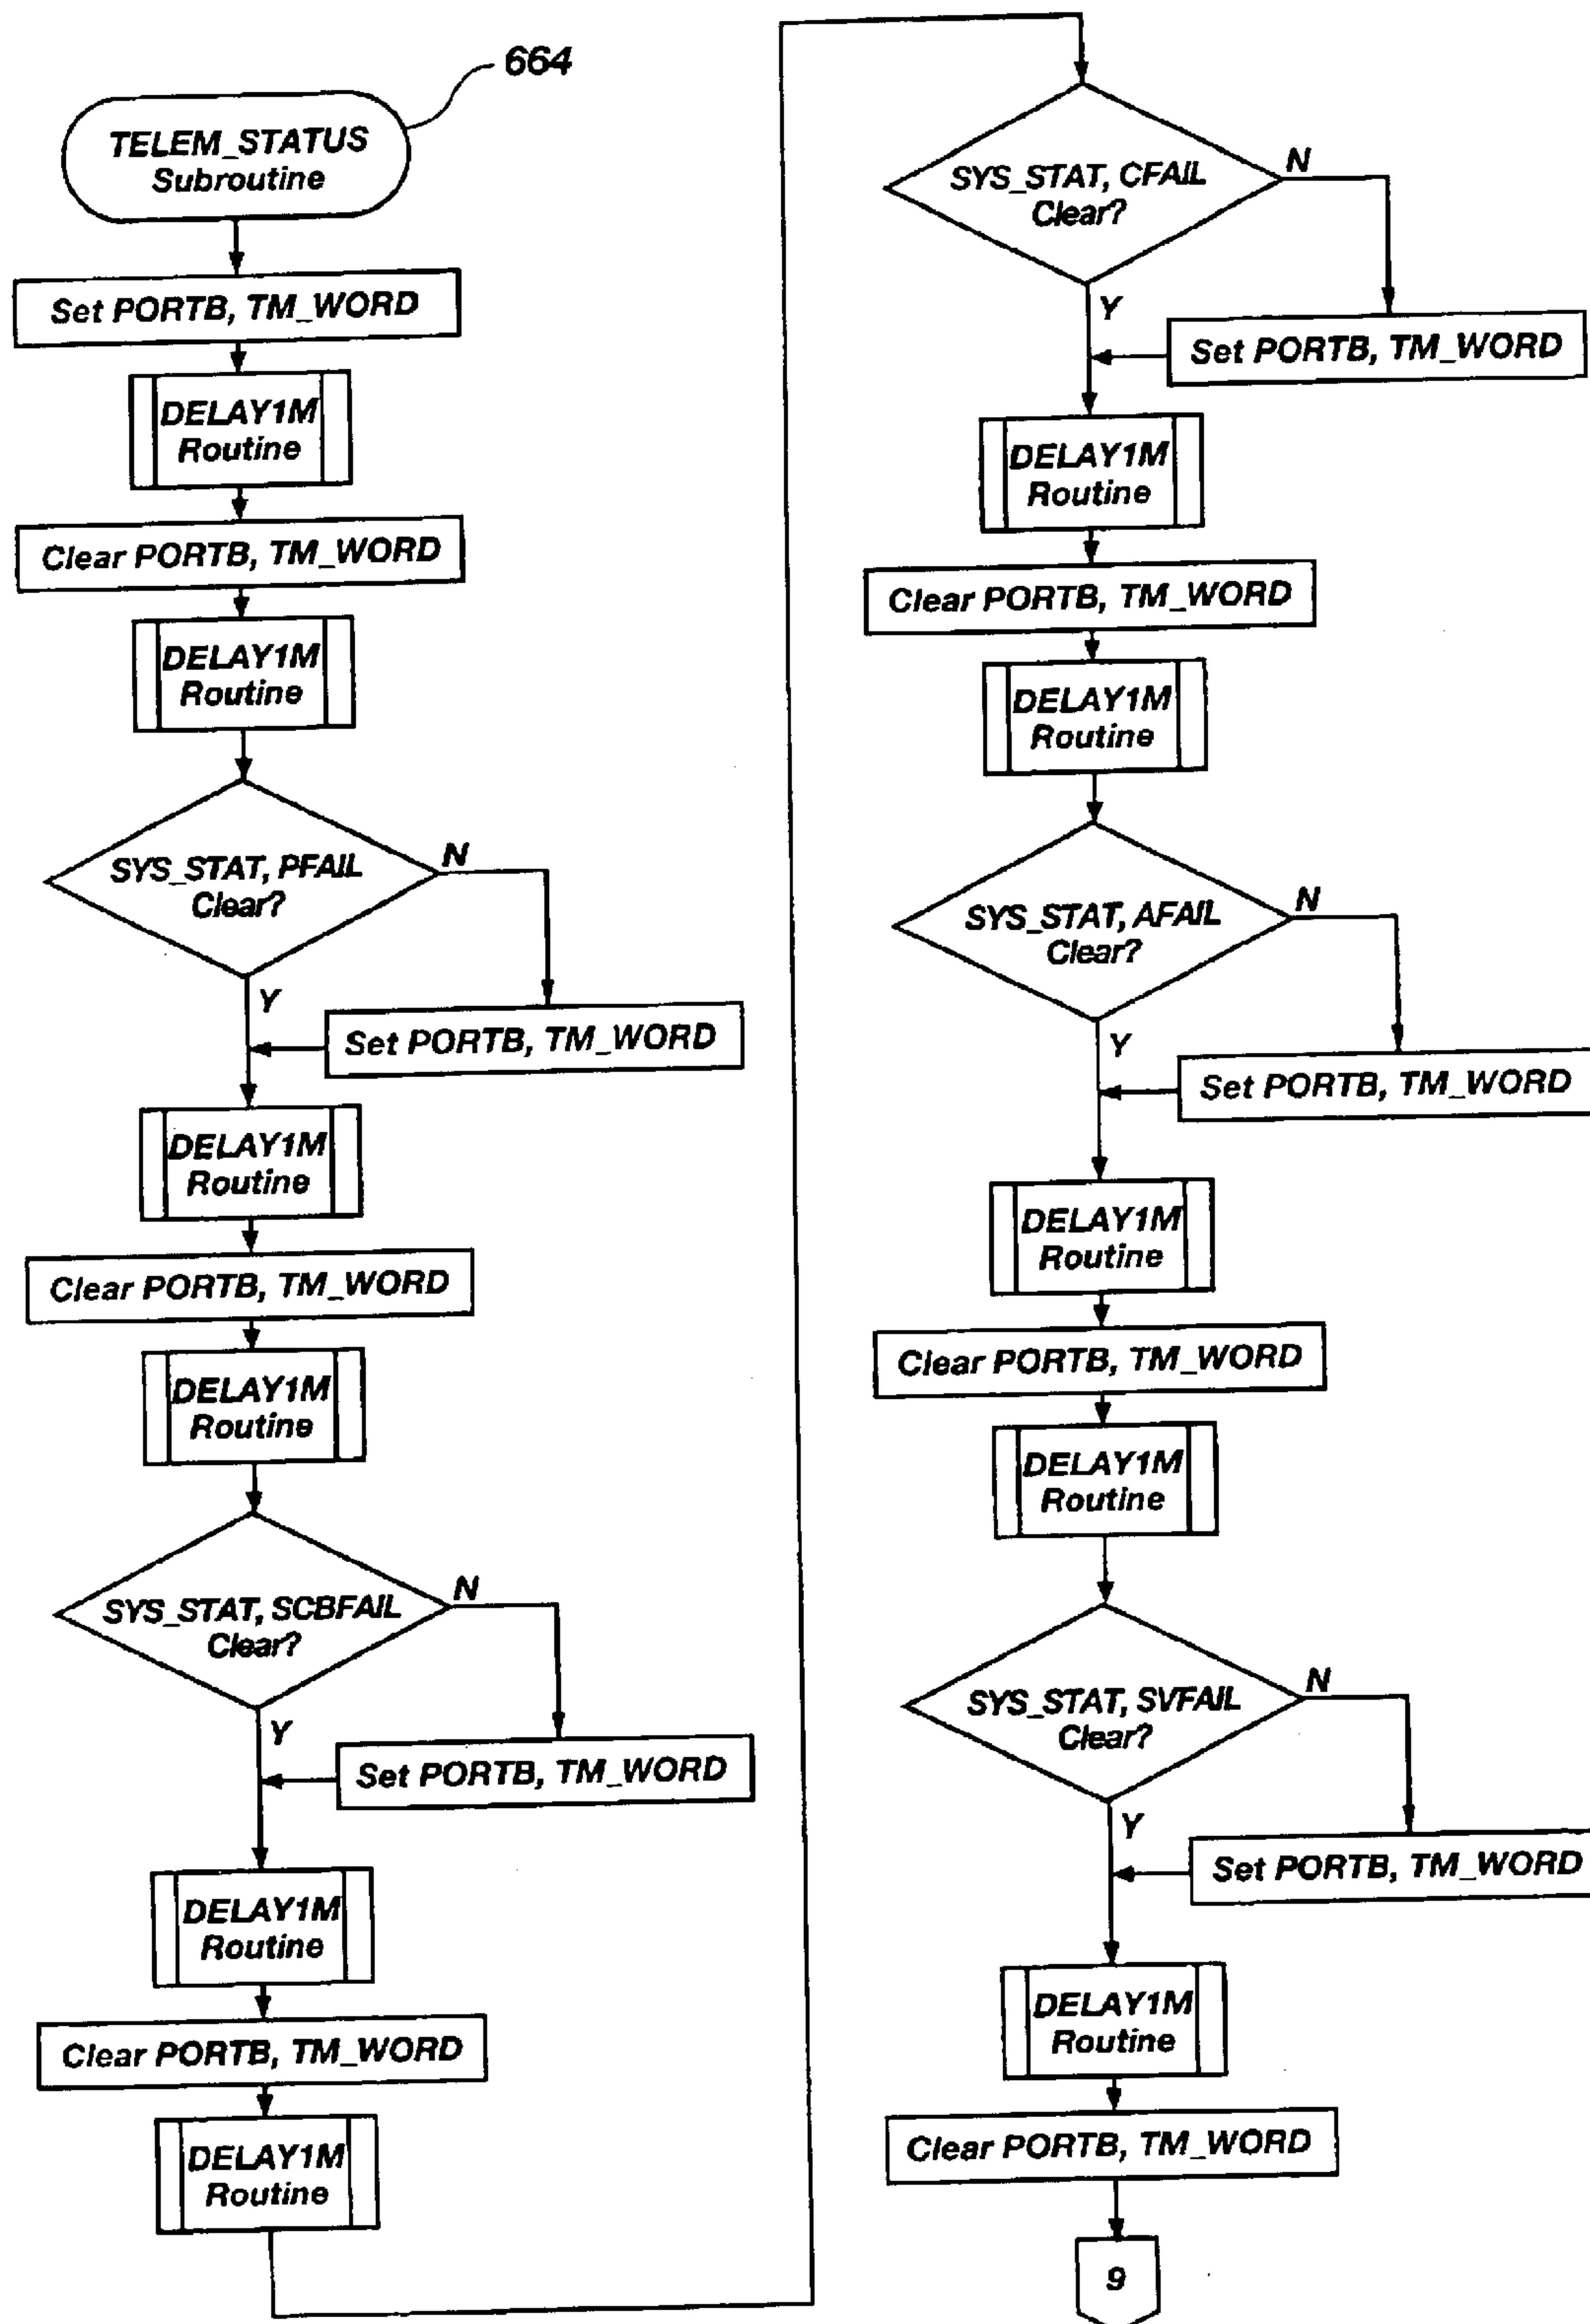 664
TELEM_STATUS
Subroutine
Set PORTB, TM_WORD
DELAY1M
Routine
Clear PORTB, TM_WORD
DELAY1M
Routine
SYS_STAT, PFAIL
Clear?
N
Y
Set PORTB, TM_WORD
DELAY1M
Routine
Clear PORTB, TM_WORD
DELAY1M
Routine
SYS_STAT, SCBFAIL
Clear?
N
Y
Set PORTB, TM_WORD
DELAY1M
Routine
Clear PORTB, TM_WORD
DELAY1M
Routine
SYS_STAT, CFAIL
Clear?
N
Y
Set PORTB, TM_WORD
DELAY1M
Routine
Clear PORTB, TM_WORD
DELAY1M
Routine
SYS_STAT, AFAIL
Clear?
N
Y
Set PORTB, TM_WORD
DELAY1M
Routine
Clear PORTB, TM_WORD
DELAY1M
Routine
SYS_STAT, SVFAIL
Clear?
N
Y
Set PORTB, TM_WORD
DELAY1M
Routine
Clear PORTB, TM_WORD
9